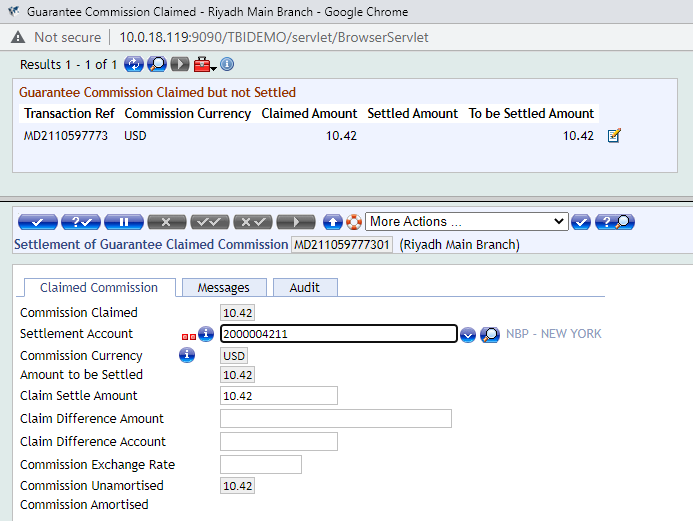 Guarantee Commission Claimed - Riyadh Main Branch - Google Chrome
Not secure | 10.0.18.119:9090/TBIDEMO/servlet/BrowserServlet
Results 1 - 1 of 1
Guarantee Commission Claimed but not Settled
Transaction Ref Commission Currency Claimed Amount Settled Amount To be Settled Amount
MD2110597773 USD 10.42 10.42
More Actions ...
Settlement of Guarantee Claimed Commission MD211059777301 (Riyadh Main Branch)
Claimed Commission Messages Audit
Commission Claimed 10.42
Settlement Account 2000004211 NBP - NEW YORK
Commission Currency USD
Amount to be Settled 10.42
Claim Settle Amount 10.42
Claim Difference Amount
Claim Difference Account
Commission Exchange Rate
Commission Unamortised 10.42
Commission Amortised